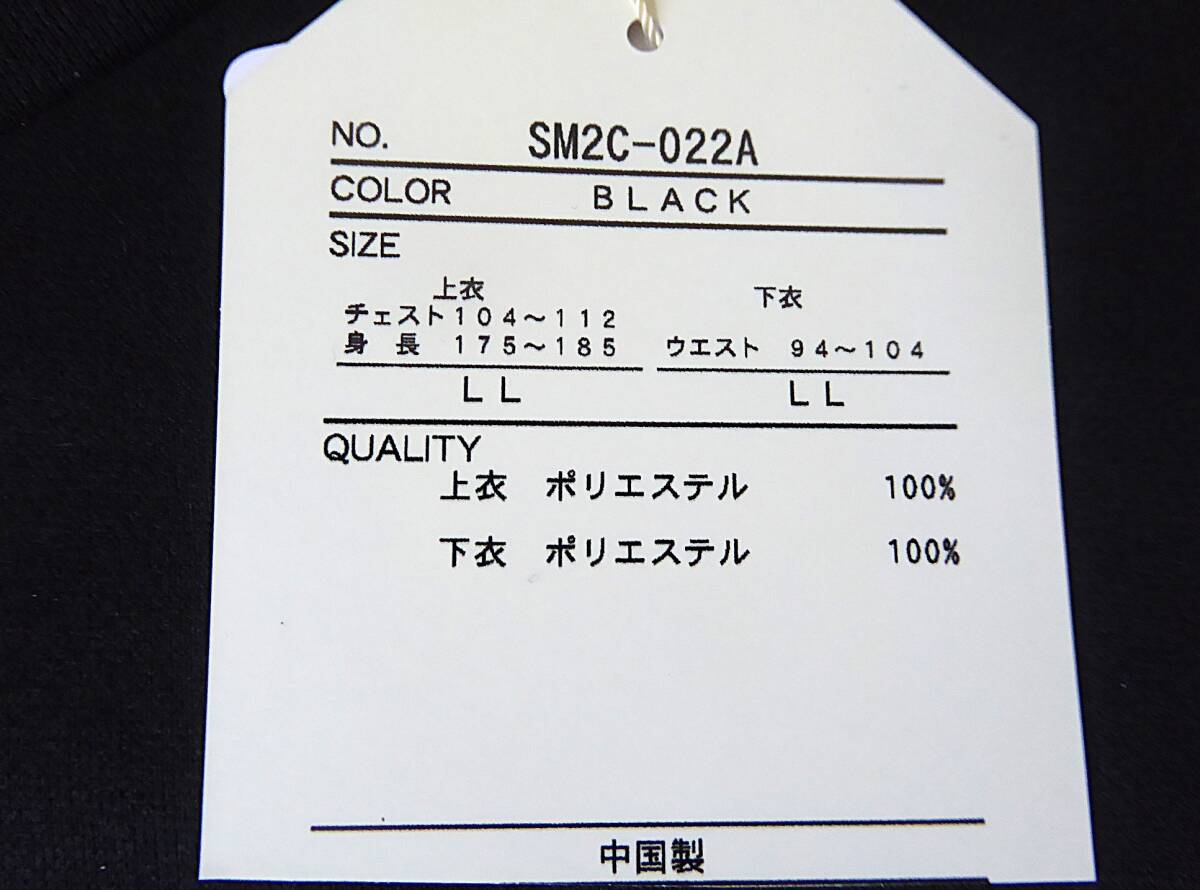 NO. SM2C-022A
COLOR ＢＬＡＣＫ
SIZE
上衣 下衣
チェスト１０４～１１２
身　長　１７５～１８５ ウエスト　９４～１０４
ＬＬ ＬＬ
QUALITY
上衣　ポリエステル 100%
下衣　ポリエステル 100%
中国製